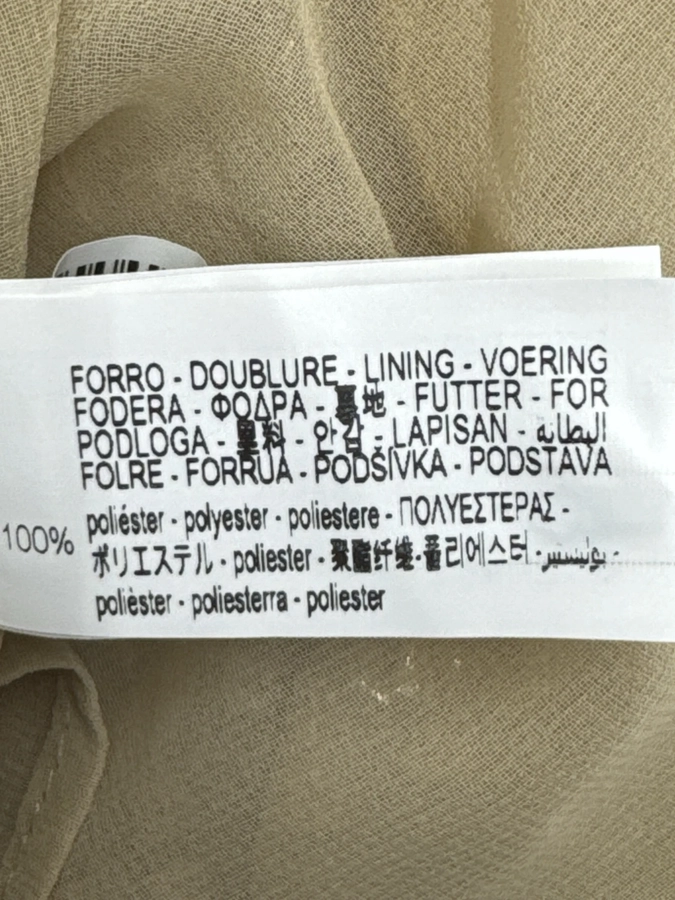 FORRO - DOUBLURE - LINING - VOERING
FODERA - ΦΟΔΡΑ - 裏地 - FUTTER - FOR
PODLOGA - 里料 - 안감 - LAPISAN - البطانه
FOLRE - FORRUA - PODŠIVKA - PODSTAVA
100% poliéster - polyester - poliestere - ΠΟΛΥΕΣΤΕΡΑΣ -
ポリエステル - poliester - 聚酯纤维-폴리에스터 - بوليستير -
polièster - poliesterra - poliester